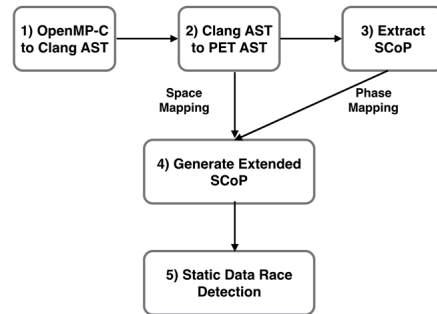 1) OpenMP-C
to Clang AST
2) Clang AST
to PET AST
3) Extract
SCoP
Space
Mapping
Phase
Mapping
4) Generate Extended
SCoP
5) Static Data Race
Detection